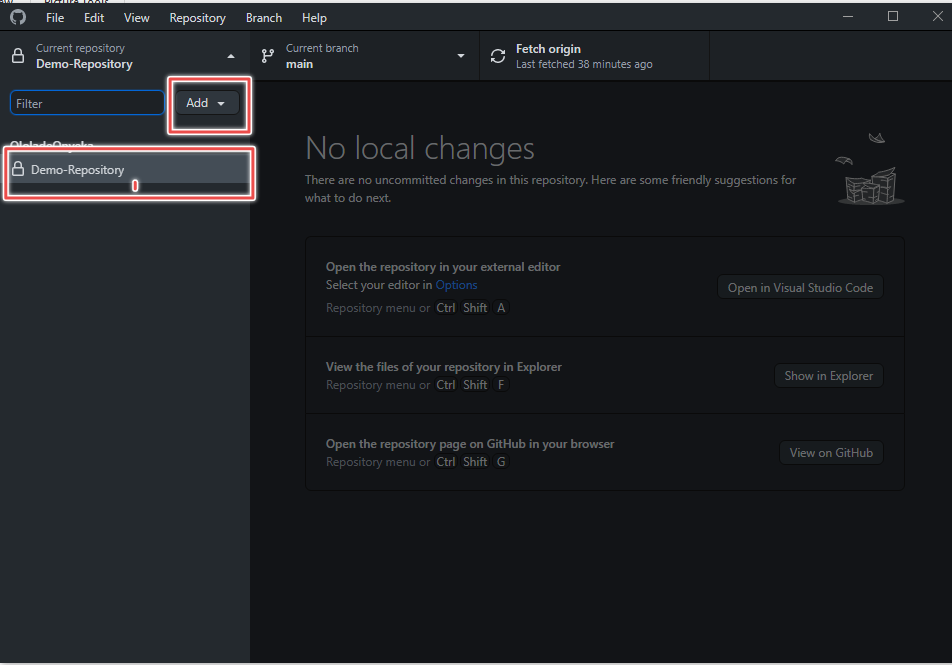 Picture Tools
File Edit View Repository Branch Help
Current repository
Demo-Repository
Current branch
main
Fetch origin
Last fetched 38 minutes ago
Filter
Add
Demo-Repository
0
No local changes
There are no uncommitted changes in this repository. Here are some friendly suggestions for
what to do next.
Open the repository in your external editor
Select your editor in Options
Repository menu or Ctrl Shift A
Open in Visual Studio Code
View the files of your repository in Explorer
Repository menu or Ctrl Shift F
Show in Explorer
Open the repository page on GitHub in your browser
Repository menu or Ctrl Shift G
View on GitHub